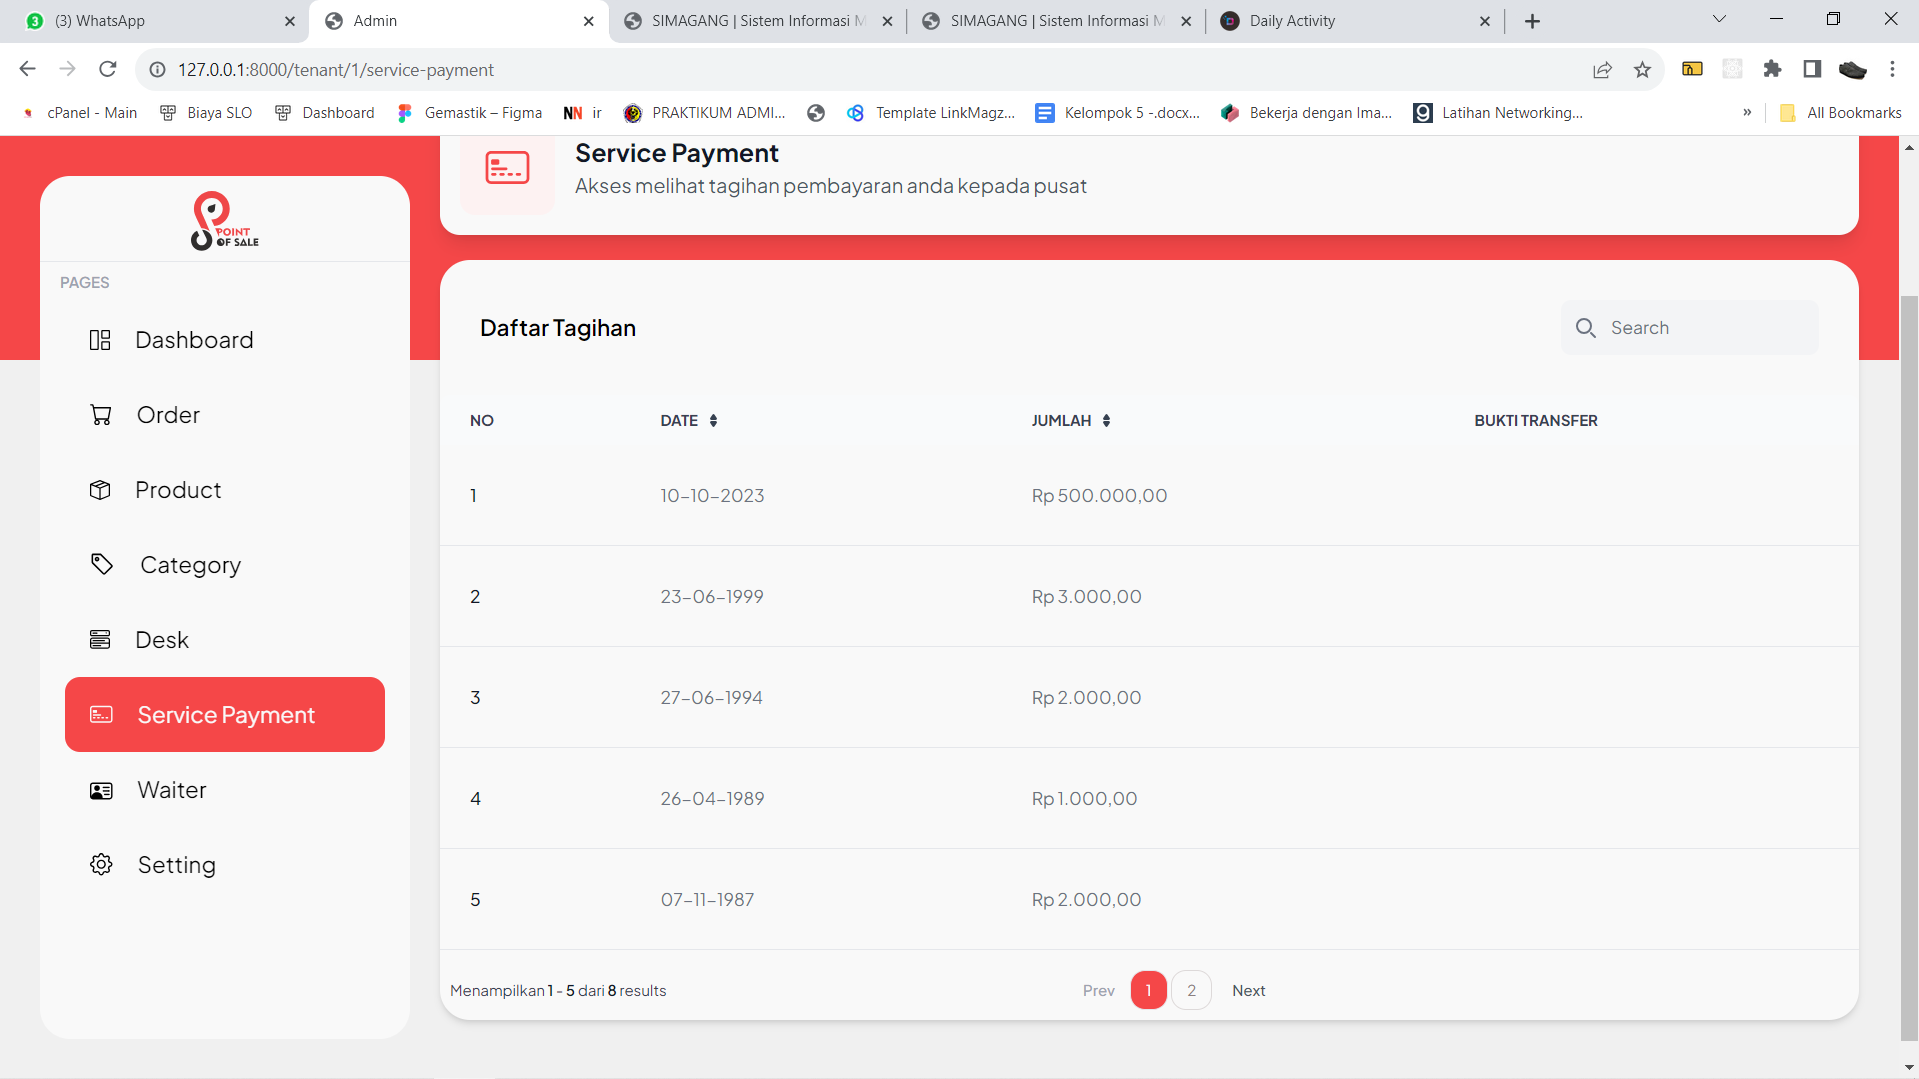 (3) WhatsApp
Admin
SIMAGANG | Sistem Informasi M
SIMAGANG | Sistem Informasi M
Daily Activity
127.0.0.1:8000/tenant/1/service-payment
cPanel - Main
Biaya SLO
Dashboard
Gemastik – Figma
NN ir
PRAKTIKUM ADMI...
Template LinkMagz...
Kelompok 5 -.docx...
Bekerja dengan Ima...
Latihan Networking...
»
All Bookmarks
POINT
OF SALE
PAGES
Dashboard
Order
Product
Category
Desk
Service Payment
Waiter
Setting
Service Payment
Akses melihat tagihan pembayaran anda kepada pusat
Daftar Tagihan
Search
NO DATE JUMLAH BUKTI TRANSFER
1 10-10-2023 Rp 500.000,00
2 23-06-1999 Rp 3.000,00
3 27-06-1994 Rp 2.000,00
4 26-04-1989 Rp 1.000,00
5 07-11-1987 Rp 2.000,00
Menampilkan 1 - 5 dari 8 results
Prev 1 2 Next